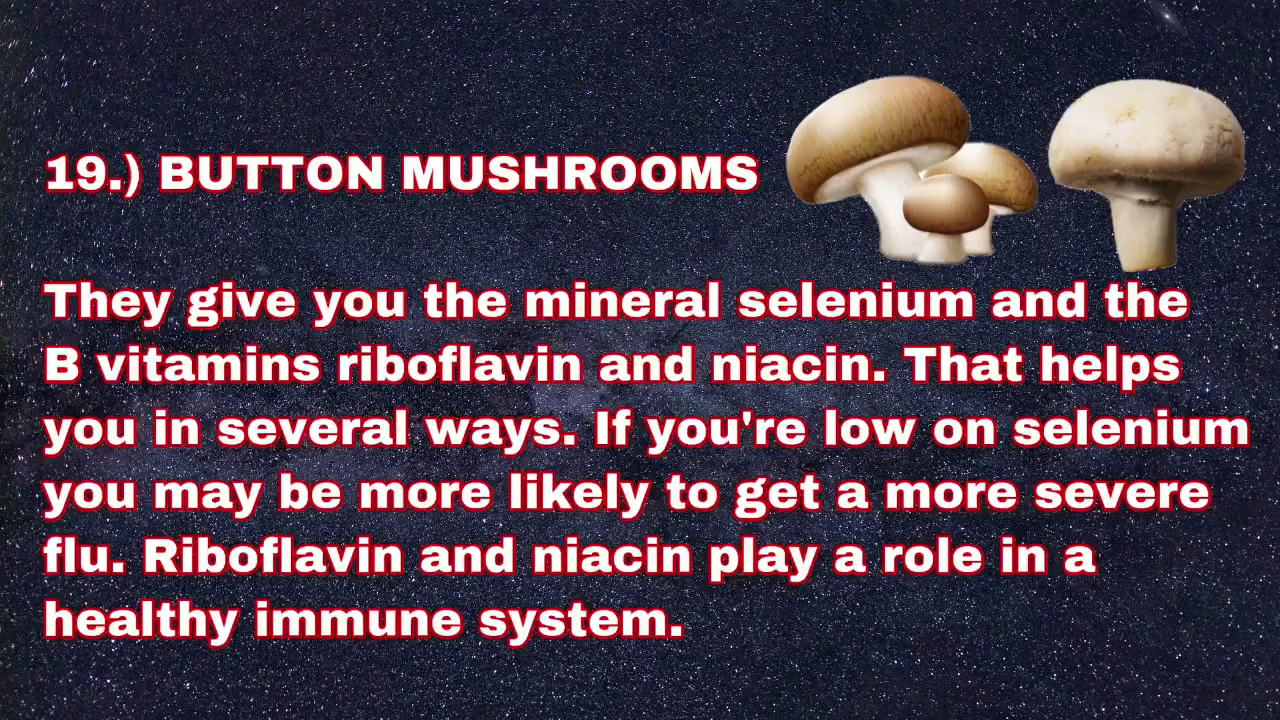 19.) BUTTON MUSHROOMS
They give you the mineral selenium and the
B vitamins riboflavin and niacin. That helps
you in several ways. If you're low on selenium
you may be more likely to get a more severe
flu. Riboflavin and niacin play a role in a
healthy immune system.